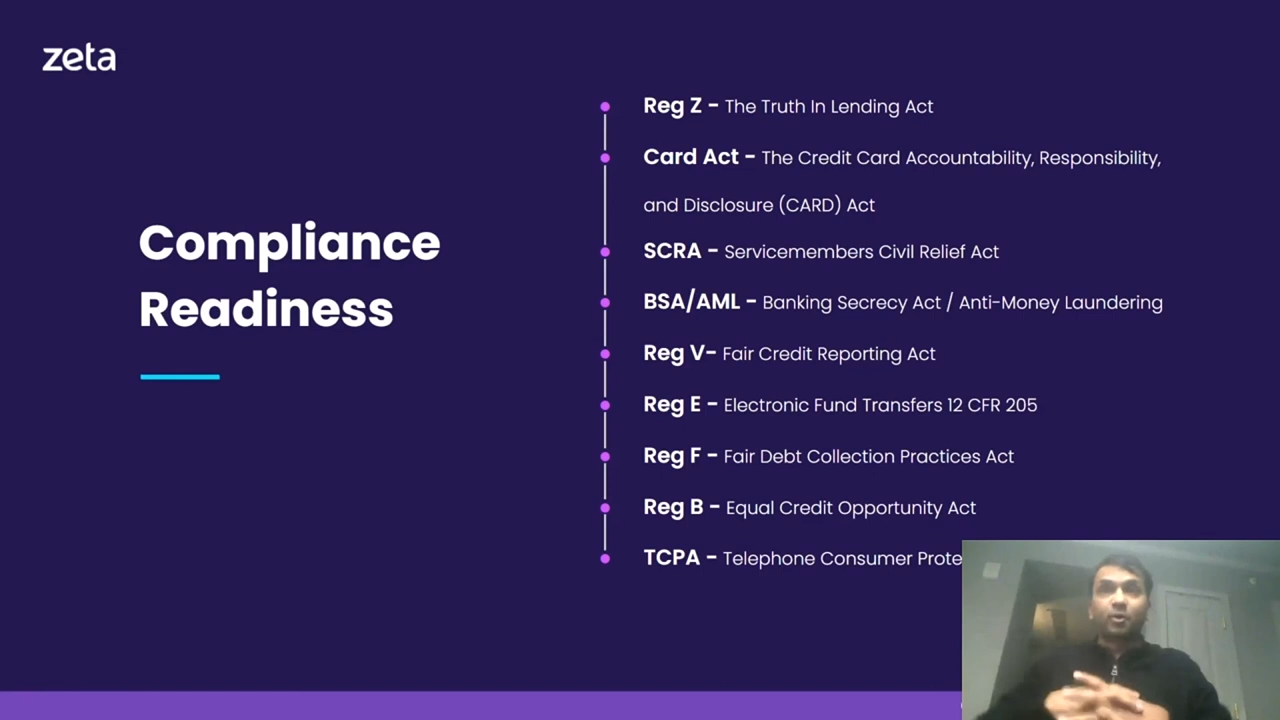 zeta
Compliance
Readiness
Reg Z - The Truth In Lending Act
Card Act - The Credit Card Accountability, Responsibility,
and Disclosure (CARD) Act
SCRA - Servicemembers Civil Relief Act
BSA/AML - Banking Secrecy Act / Anti-Money Laundering
Reg V- Fair Credit Reporting Act
Reg E - Electronic Fund Transfers 12 CFR 205
Reg F - Fair Debt Collection Practices Act
Reg B - Equal Credit Opportunity Act
TCPA - Telephone Consumer